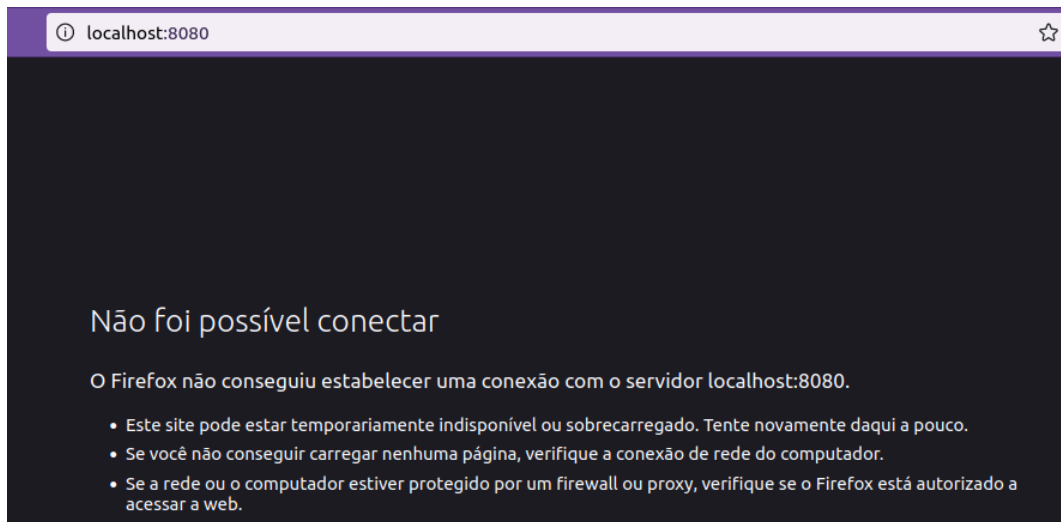 localhost:8080
Não foi possível conectar
O Firefox não conseguiu estabelecer uma conexão com o servidor localhost:8080.
• Este site pode estar temporariamente indisponível ou sobrecarregado. Tente novamente daqui a pouco.
• Se você não conseguir carregar nenhuma página, verifique a conexão de rede do computador.
• Se a rede ou o computador estiver protegido por um firewall ou proxy, verifique se o Firefox está autorizado a
acessar a web.